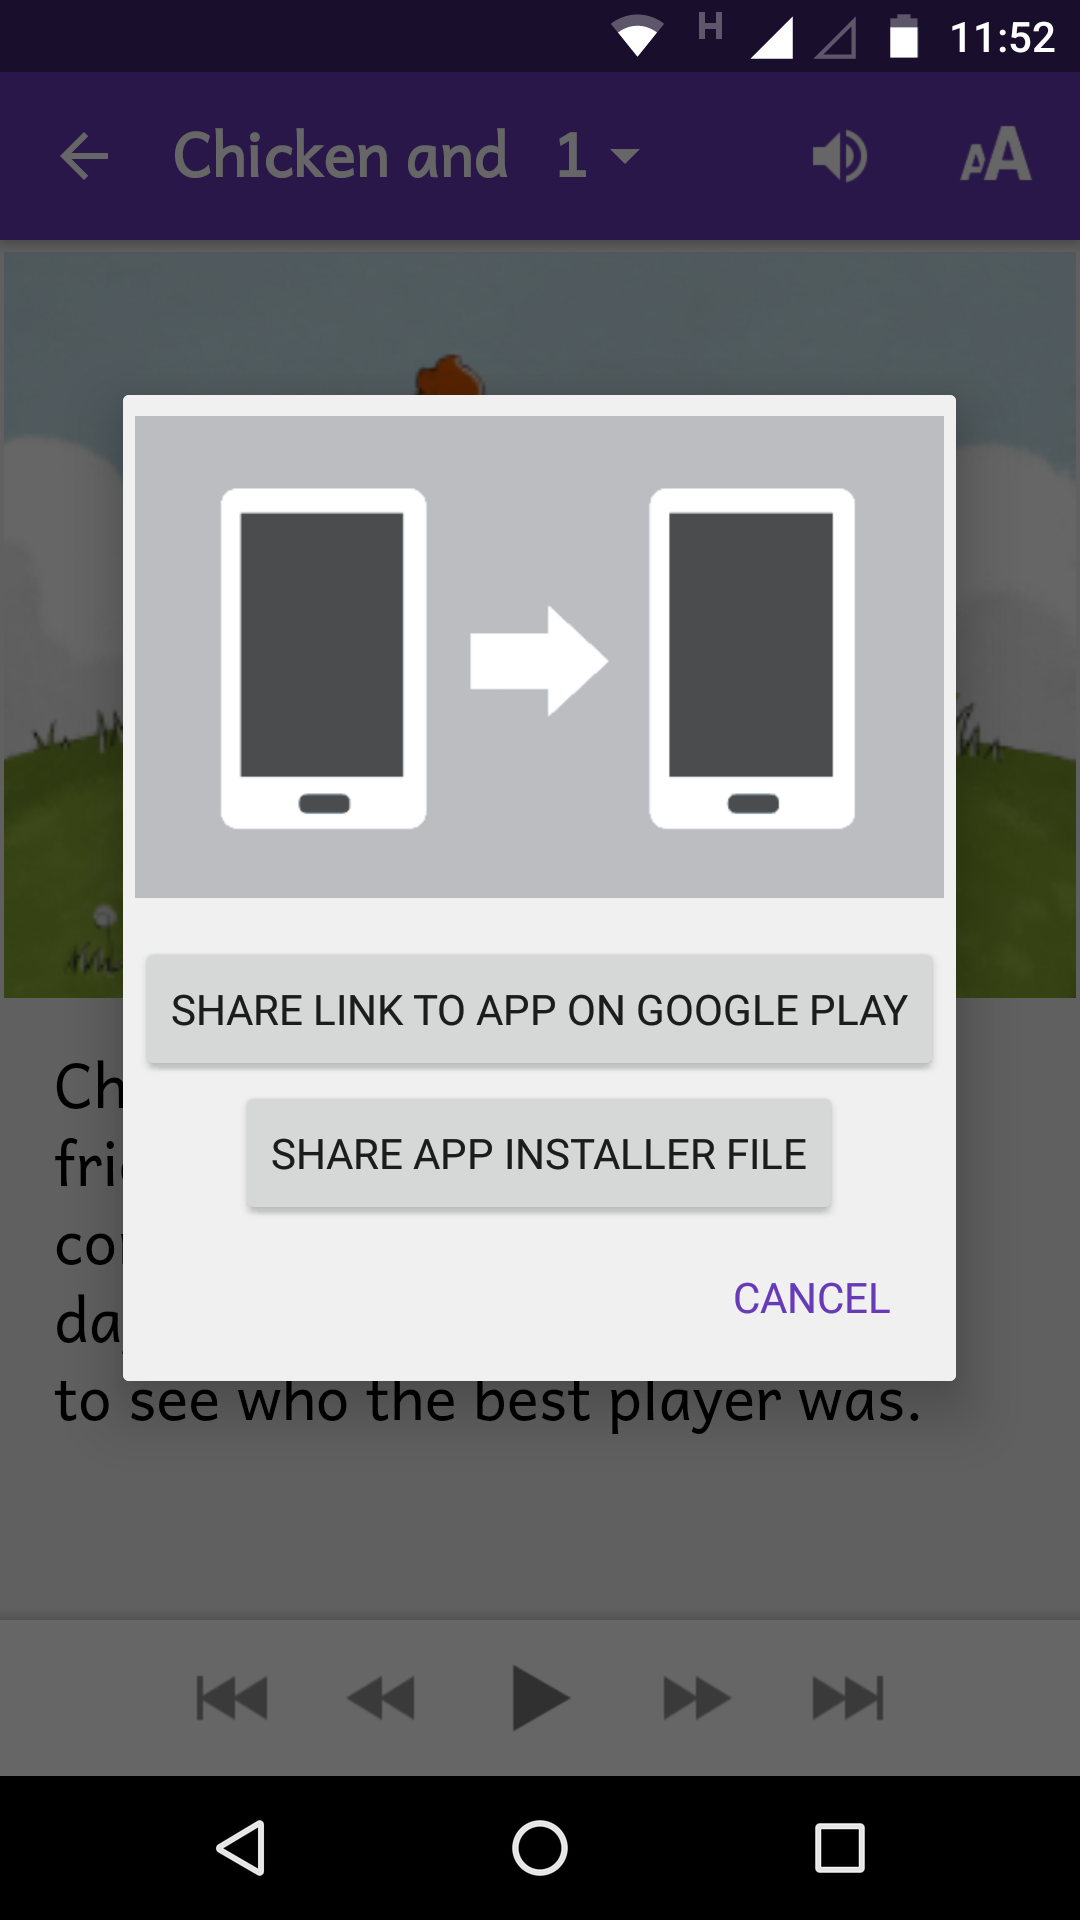 H 11:52
Chicken and 1 AA
SHARE LINK TO APP ON GOOGLE PLAY
SHARE APP INSTALLER FILE
CANCEL
to see who the best player was.